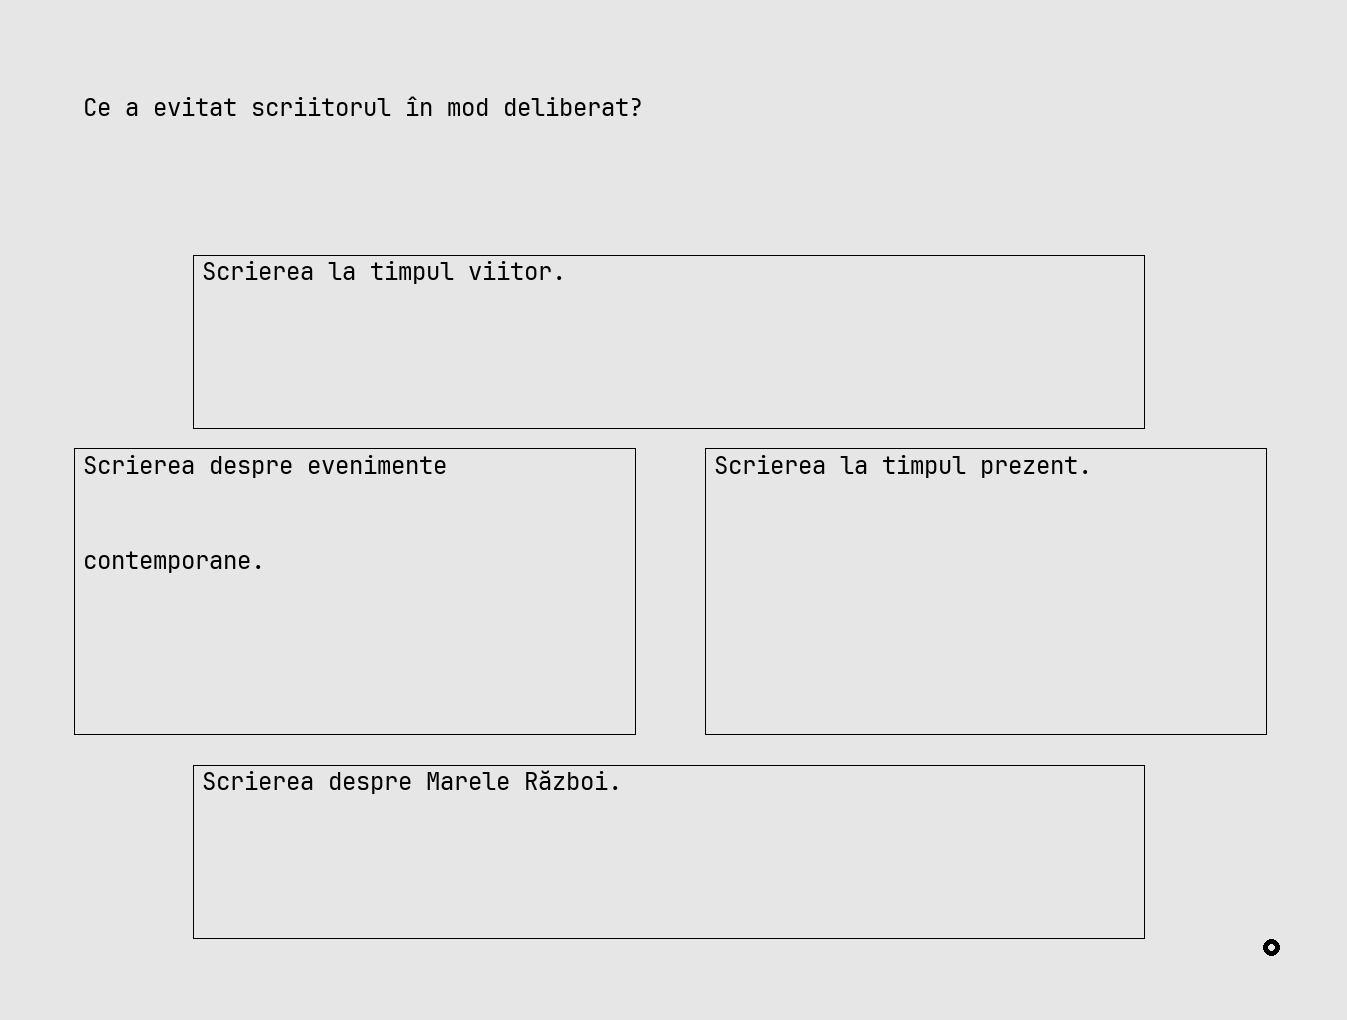 Ce a evitat scriitorul în mod deliberat?
Scrierea la timpul viitor.
Scrierea despre evenimente
contemporane.
Scrierea la timpul prezent.
Scrierea despre Marele Război.